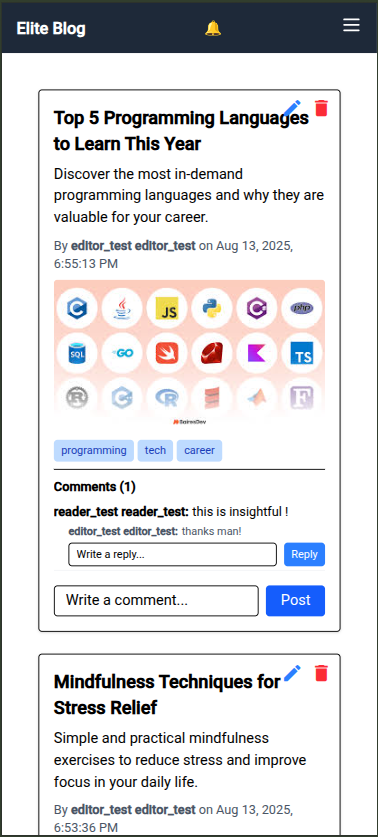 Elite Blog
Top 5 Programming Languages
to Learn This Year
Discover the most in-demand
programming languages and why they are
valuable for your career.
By editor_test editor_test on Aug 13, 2025,
6:55:13 PM
JS
php
SQL
GO
TS
R
BairesDev
programming tech career
Comments (1)
reader_test reader_test: this is insightful !
editor_test editor_test: thanks man!
Write a reply... Reply
Write a comment... Post
Mindfulness Techniques for
Stress Relief
Simple and practical mindfulness
exercises to reduce stress and improve
focus in your daily life.
By editor_test editor_test on Aug 13, 2025,
6:53:36 PM